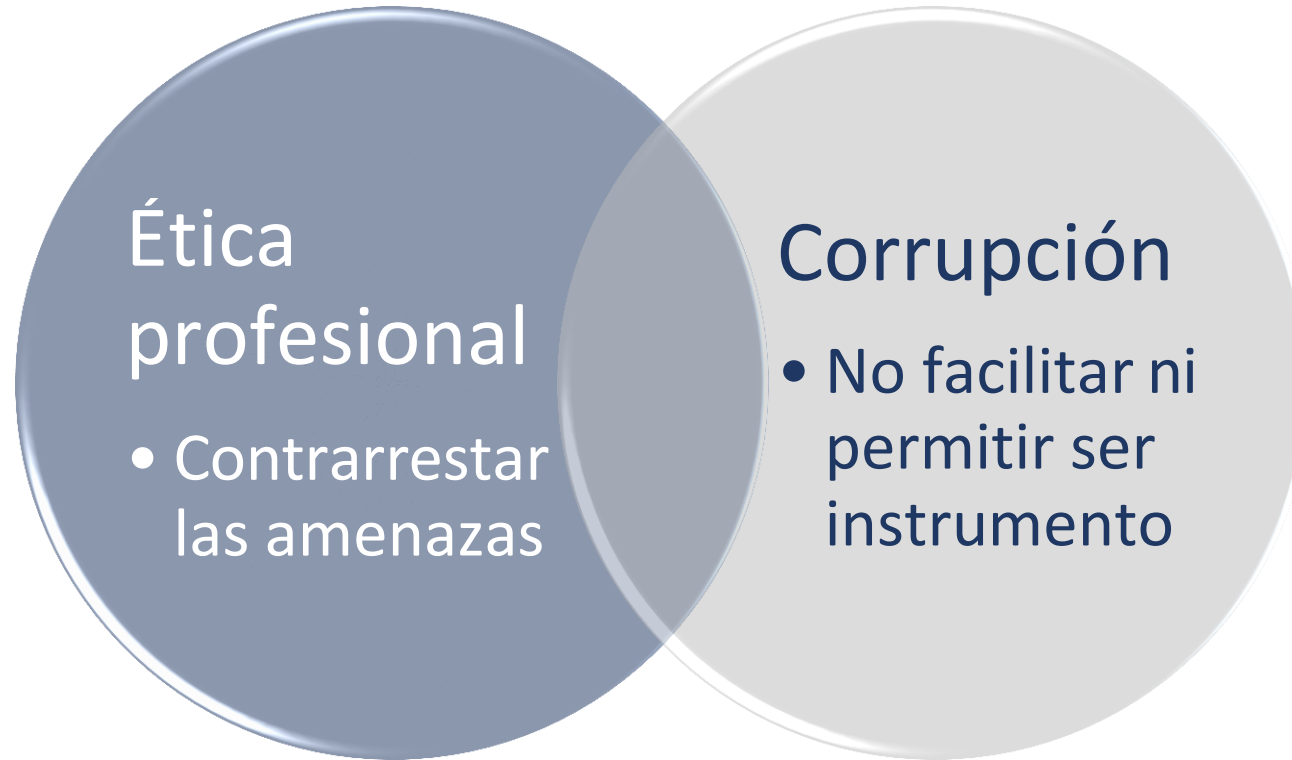 Ética
profesional
• Contrarrestar
las amenazas
Corrupción
• No facilitar ni
permitir ser
instrumento